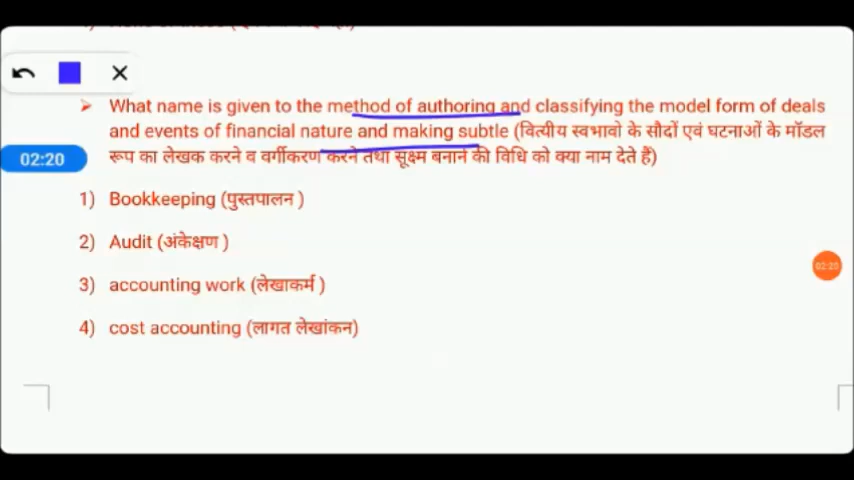 What name is given to the method of authoring and classifying the model form of deals
and events of financial nature and making subtle (वित्यीय स्वभावो के सौदों एवं घटनाओं के मॉडल
02:20
रूप का लेखक करने व वर्गीकरण करने तथा सूक्ष्म बनाने की विधि को क्या नाम देते हैं)
1) Bookkeeping (पुस्तपालन )
2) Audit (अंकेक्षण )
02:20
3) accounting work (लेखाकर्म )
4) cost accounting (लागत लेखांकन)